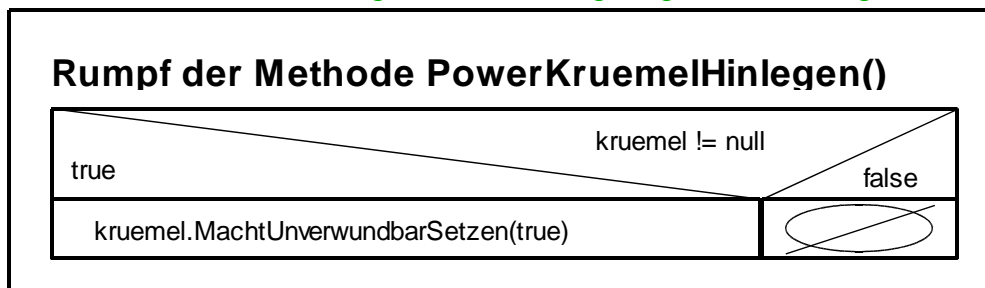 Rumpf der Methode PowerKruemelHinlegen()
kruemel != null
true
false
kruemel.MachtUnverwundbarSetzen(true)